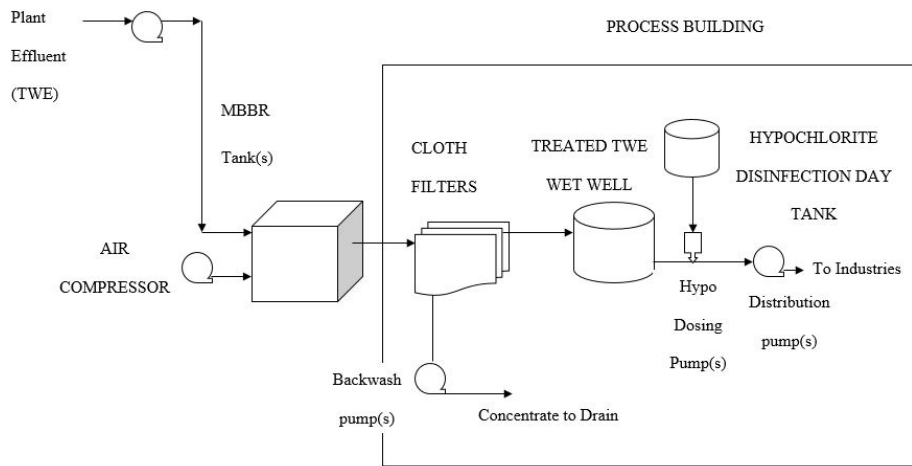 Plant
Effluent
(TWE)
PROCESS BUILDING
MBBR
Tank(s)
AIR
COMPRESSOR
CLOTH
FILTERS
TREATED TWE
WET WELL
HYPOCHLORITE
DISINFECTION DAY
TANK
To Industries
Hypo
Dosing
Pump(s)
Distribution
pump(s)
Backwash
pump(s)
Concentrate to Drain